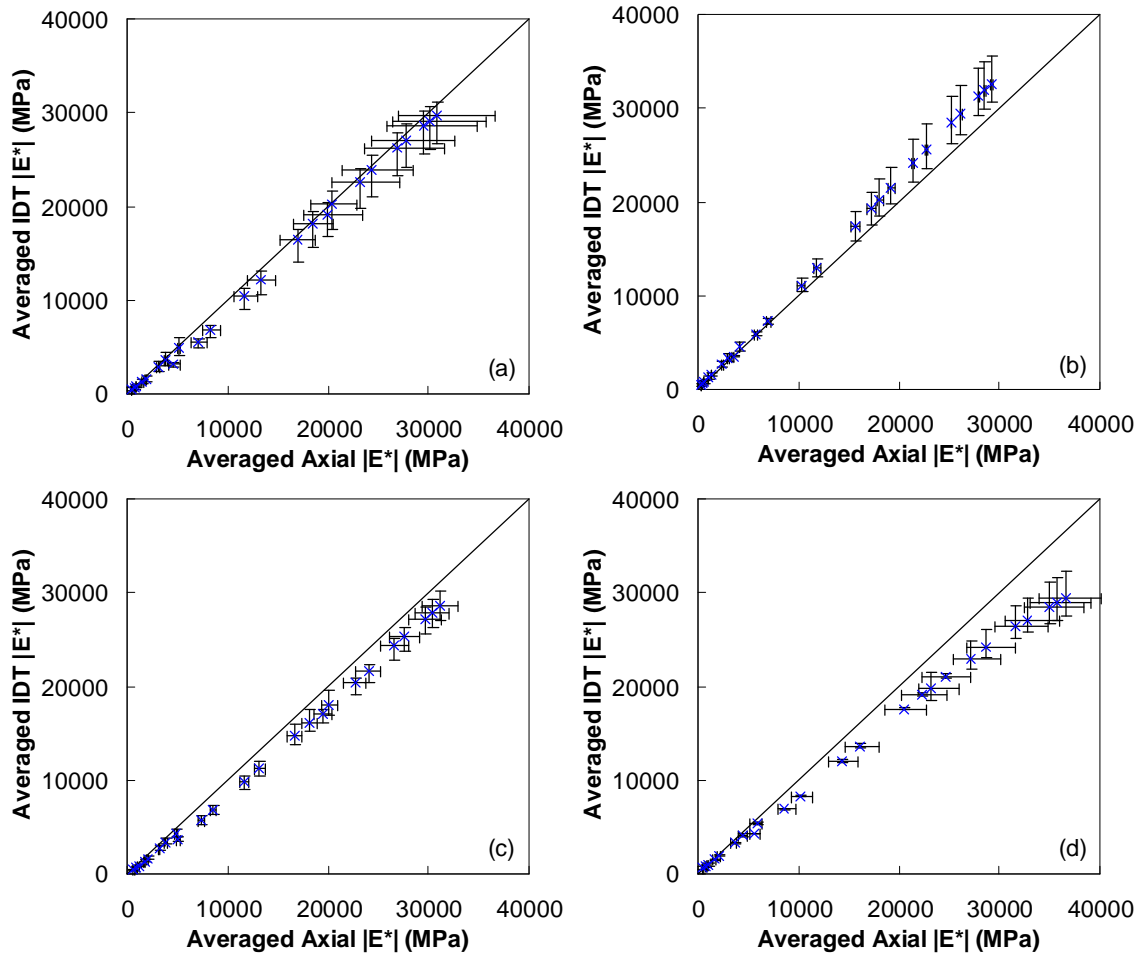 40000
30000
20000
10000
0
Averaged IDT |E*| (MPa)
0 10000 20000 30000 40000
Averaged Axial |E*| (MPa)
(a)
40000
30000
20000
10000
0
Averaged IDT |E*| (MPa)
0 10000 20000 30000 40000
Averaged Axial |E*| (MPa)
(b)
40000
30000
20000
10000
0
Averaged IDT |E*| (MPa)
0 10000 20000 30000 40000
Averaged Axial |E*| (MPa)
(c)
40000
30000
20000
10000
0
Averaged IDT |E*| (MPa)
0 10000 20000 30000 40000
Averaged Axial |E*| (MPa)
(d)